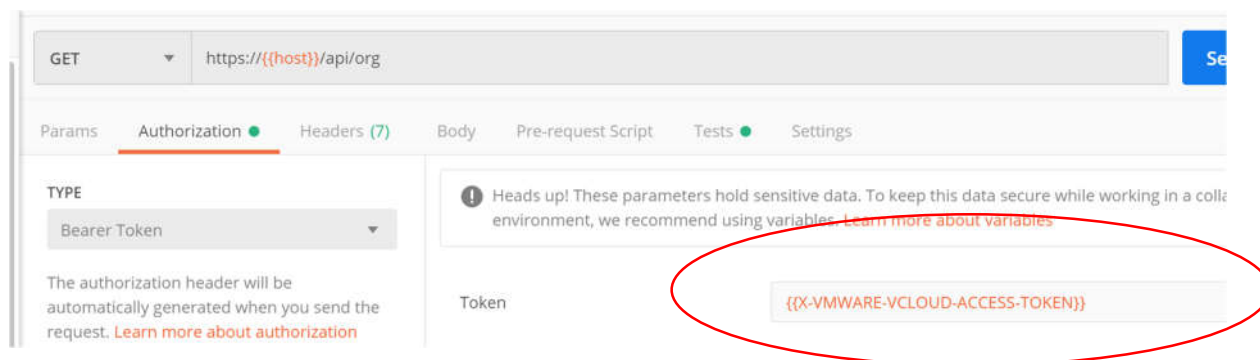 GET https://{{host}}/api/org
Params Authorization Headers (7) Body Pre-request Script Tests Settings
TYPE
Bearer Token
The authorization header will be
automatically generated when you send the
request. Learn more about authorization
Heads up! These parameters hold sensitive data. To keep this data secure while working in a colla
environment, we recommend using variables. Learn more about variables
Token {{X-VMWARE-VCLOUD-ACCESS-TOKEN}}